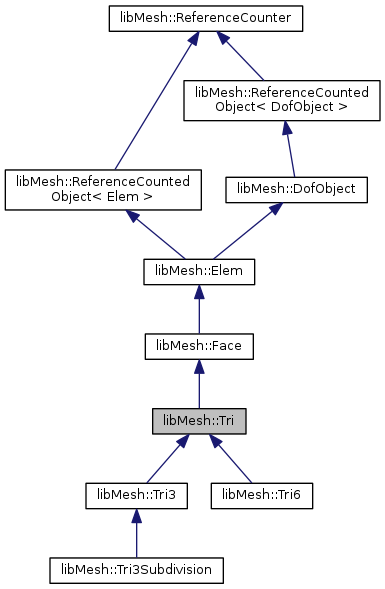 libMesh::ReferenceCounter
libMesh::ReferenceCounted
Object< DofObject >
libMesh::ReferenceCounted
Object< Elem >
libMesh::DofObject
libMesh::Elem
libMesh::Face
libMesh::Tri
libMesh::Tri3
libMesh::Tri6
libMesh::Tri3Subdivision